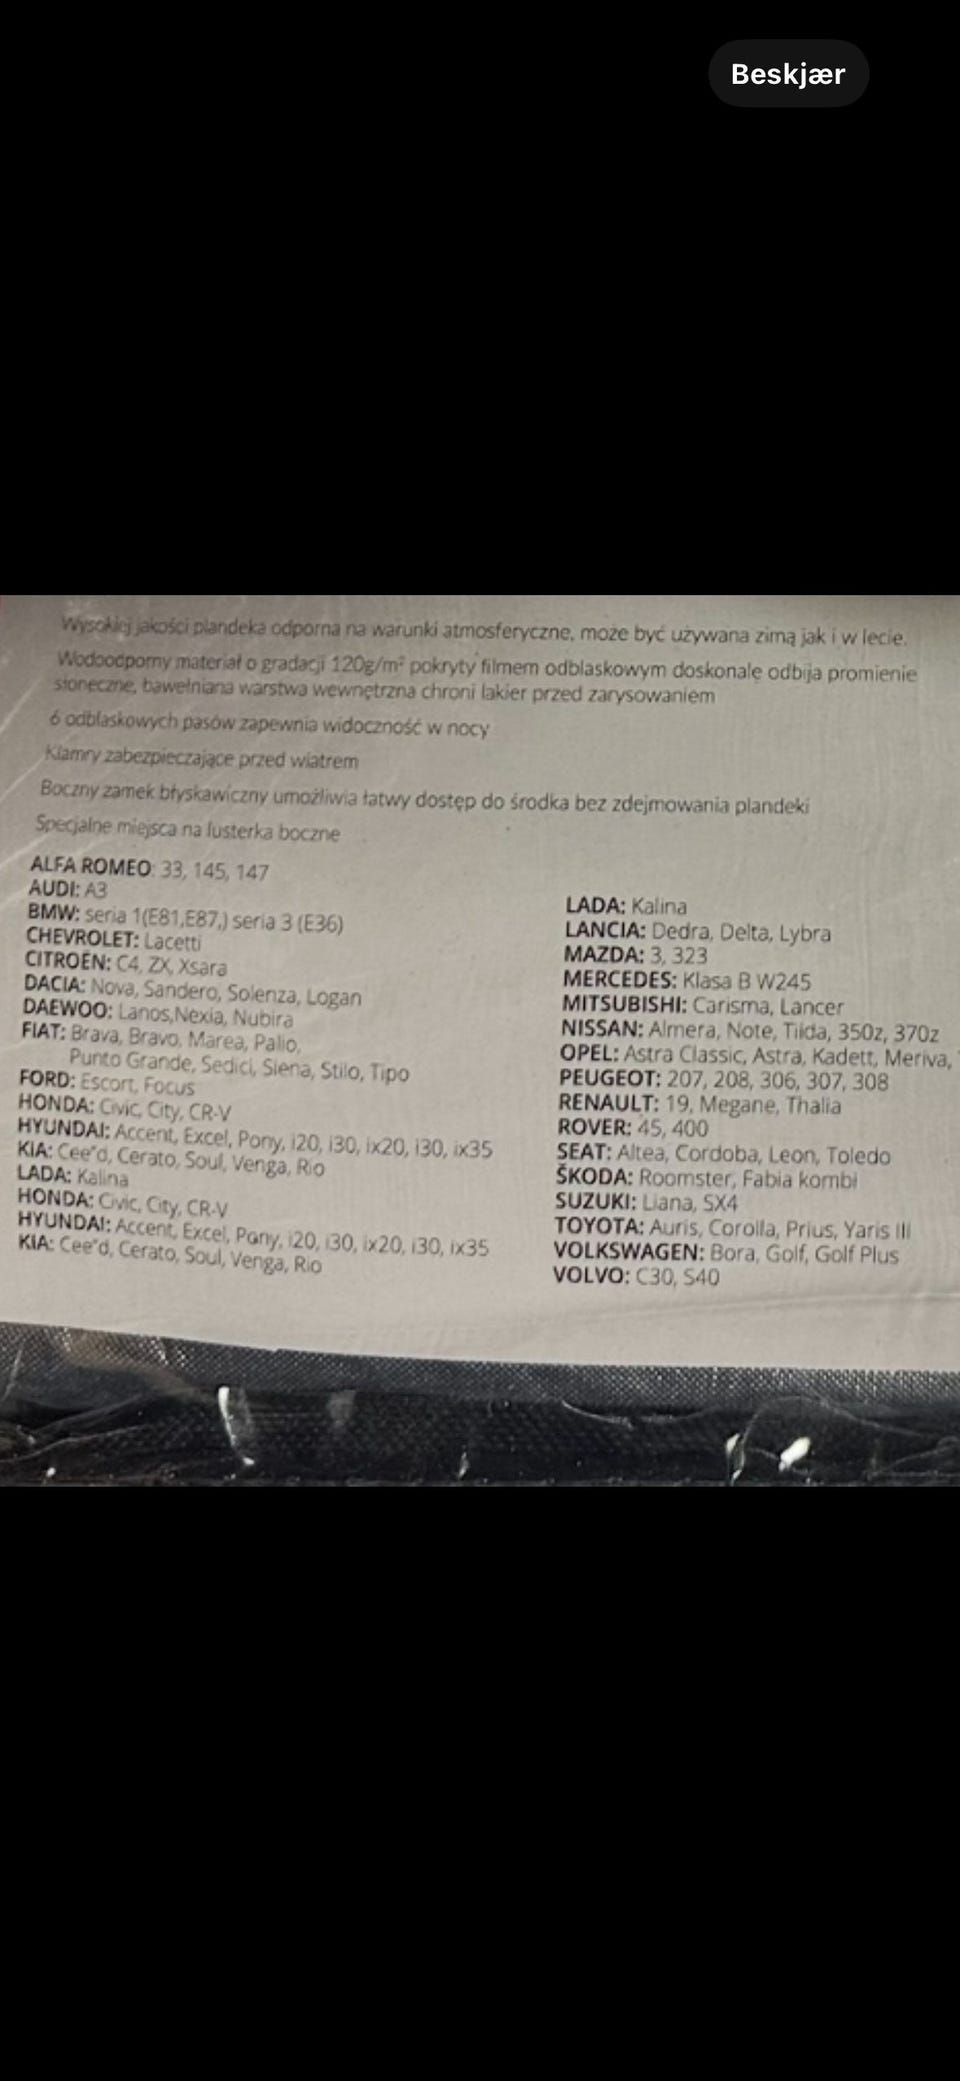 Beskjær
Wysokiej jakości plandeka odporna na warunki atmosferyczne, może być używana zimą jak i w lecie.
Wodoodporny materiał o gradacji 120g/m² pokryty filmem odblaskowym doskonale odbija promienie
słoneczne, bawełniana warstwa wewnętrzna chroni lakier przed zarysowaniem
6 odblaskowych pasów zapewnia widoczność w nocy
Klamry zabezpieczające przed wiatrem
Boczny zamek błyskawiczny umożliwia łatwy dostęp do środka bez zdejmowania plandeki
Specjalne miejsca na lusterka boczne
ALFA ROMEO: 33, 145, 147
AUDI: A3
BMW: seria 1(E81,E87,) seria 3 (E36)
CHEVROLET: Lacetti
CITROËN: C4, ZX, Xsara
DACIA: Nova, Sandero, Solenza, Logan
DAEWOO: Lanos,Nexia, Nubira
FIAT: Brava, Bravo, Marea, Palio,
Punto Grande, Sedici, Siena, Stilo, Tipo
FORD: Escort, Focus
HONDA: Civic, City, CR-V
HYUNDAI: Accent, Excel, Pony, i20, i30, ix20, i30, ix35
KIA: Cee"d, Cerato, Soul, Venga, Rio
LADA: Kalina
HONDA: Civic, City, CR-V
HYUNDAI: Accent, Excel, Pony, i20, i30, ix20, i30, ix35
KIA: Cee"d, Cerato, Soul, Venga, Rio
LADA: Kalina
LANCIA: Dedra, Delta, Lybra
MAZDA: 3, 323
MERCEDES: Klasa B W245
MITSUBISHI: Carisma, Lancer
NISSAN: Almera, Note, Tiida, 350z, 370z
OPEL: Astra Classic, Astra, Kadett, Meriva,
PEUGEOT: 207, 208, 306, 307, 308
RENAULT: 19, Megane, Thalia
ROVER: 45, 400
SEAT: Altea, Cordoba, Leon, Toledo
ŠKODA: Roomster, Fabia kombi
SUZUKI: Liana, SX4
TOYOTA: Auris, Corolla, Prius, Yaris III
VOLKSWAGEN: Bora, Golf, Golf Plus
VOLVO: C30, S40